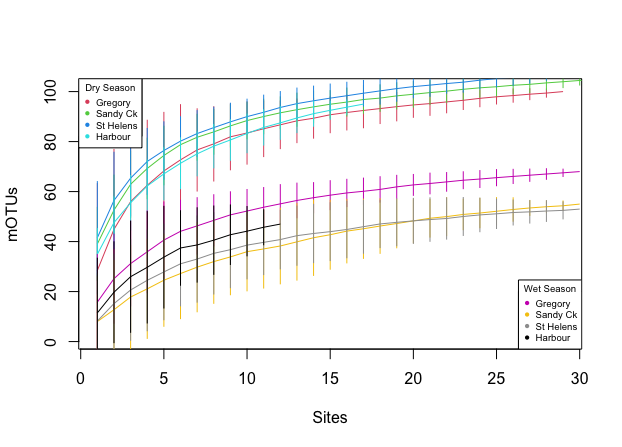 Dry Season
Gregory
Sandy Ck
St Helens
Harbour
100
80
60
40
20
0
mOTUs
Wet Season
Gregory
Sandy Ck
St Helens
Harbour
0 5 10 15 20 25 30
Sites